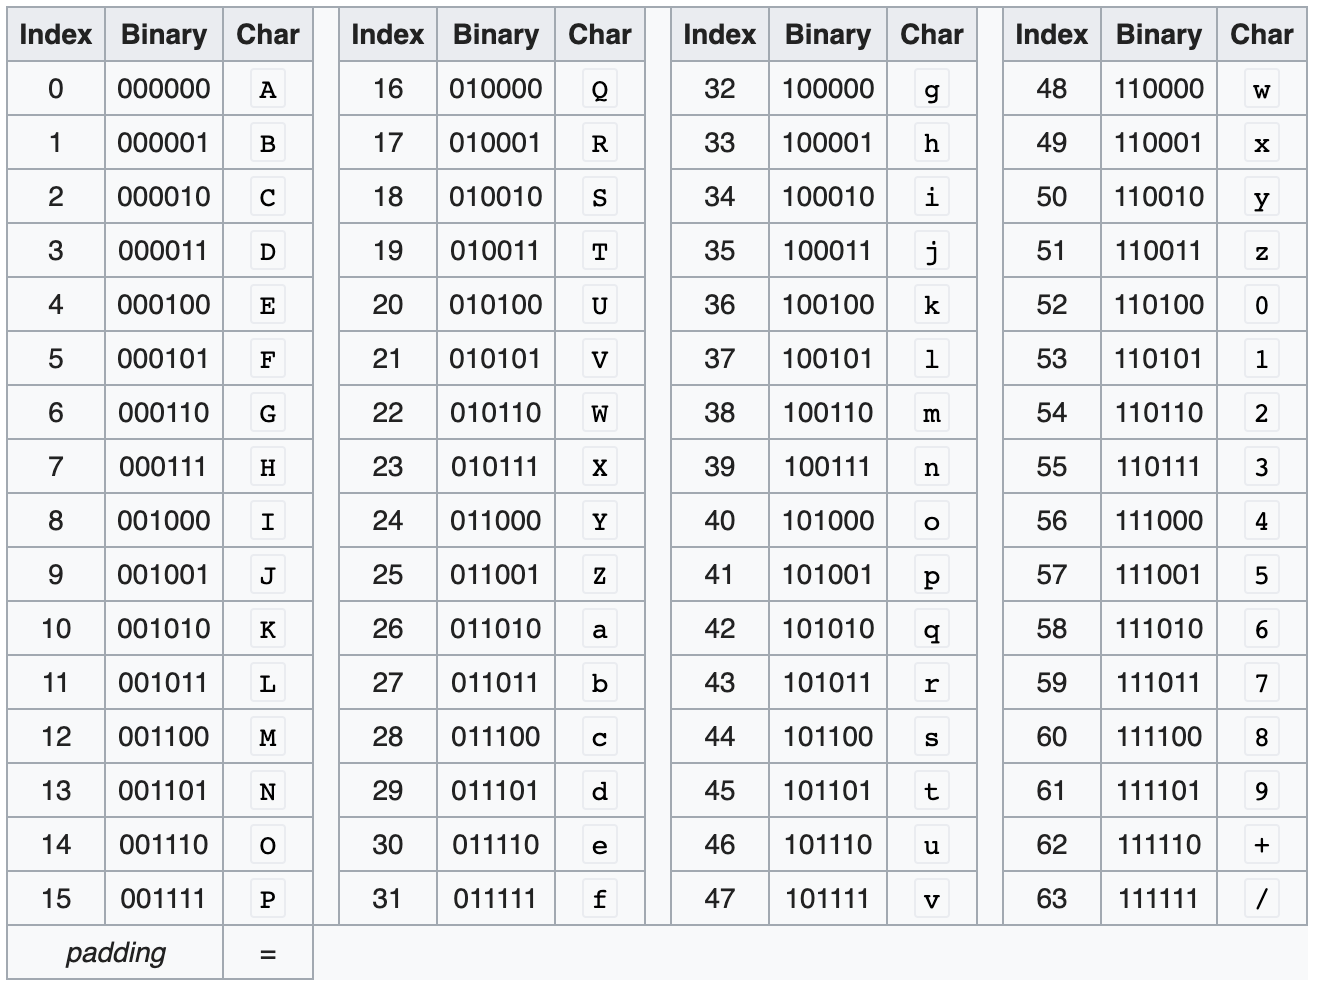 Index Binary Char Index Binary Char Index Binary Char Index Binary Char
0 000000 A 16 010000 Q 32 100000 g 48 110000 w
1 000001 B 17 010001 R 33 100001 h 49 110001 x
2 000010 C 18 010010 S 34 100010 i 50 110010 y
3 000011 D 19 010011 T 35 100011 j 51 110011 z
4 000100 E 20 010100 U 36 100100 k 52 110100 0
5 000101 F 21 010101 V 37 100101 l 53 110101 1
6 000110 G 22 010110 W 38 100110 m 54 110110 2
7 000111 H 23 010111 X 39 100111 n 55 110111 3
8 001000 I 24 011000 Y 40 101000 o 56 111000 4
9 001001 J 25 011001 Z 41 101001 p 57 111001 5
10 001010 K 26 011010 a 42 101010 q 58 111010 6
11 001011 L 27 011011 b 43 101011 r 59 111011 7
12 001100 M 28 011100 c 44 101100 s 60 111100 8
13 001101 N 29 011101 d 45 101101 t 61 111101 9
14 001110 O 30 011110 e 46 101110 u 62 111110 +
15 001111 P 31 011111 f 47 101111 v 63 111111 /
padding =